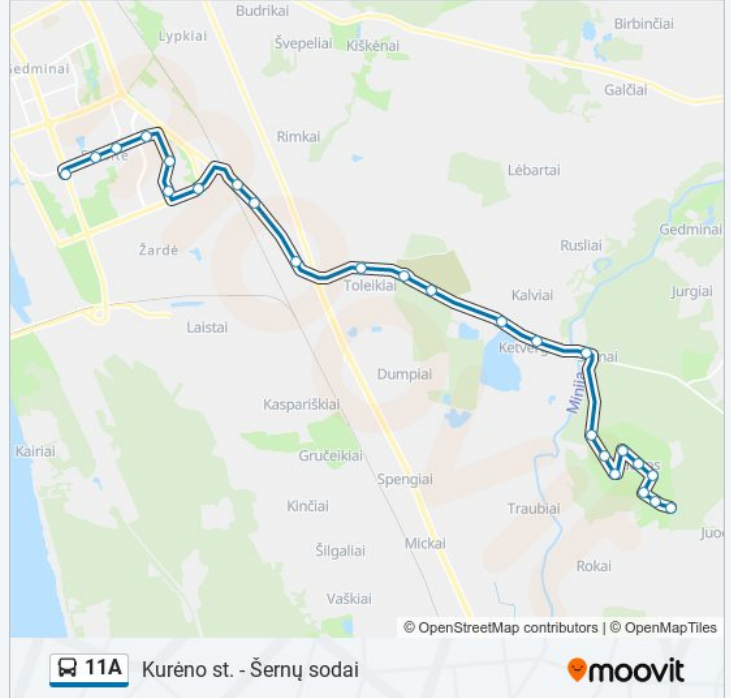 Budrikai
Birbinčiai
Lypkiai
Švepeliai
Kiškėnai
Gedminai
Galčiai
Rimkai
Lėbartai
Gedminai
Žardė
Rusliai
Toleikiai
Kalviai
Jurgiai
Laistai
Dumpiai
Minija
Kaspariškiai
Kairiai
Gručeikiai
Spengiai
Kinčiai
Traubiai
Juo
Mickai
Šilgaliai
Rokai
Vaškiai
© OpenStreetMap contributors | © OpenMapTiles
11A Kurėno st. - Šernų sodai
moovit